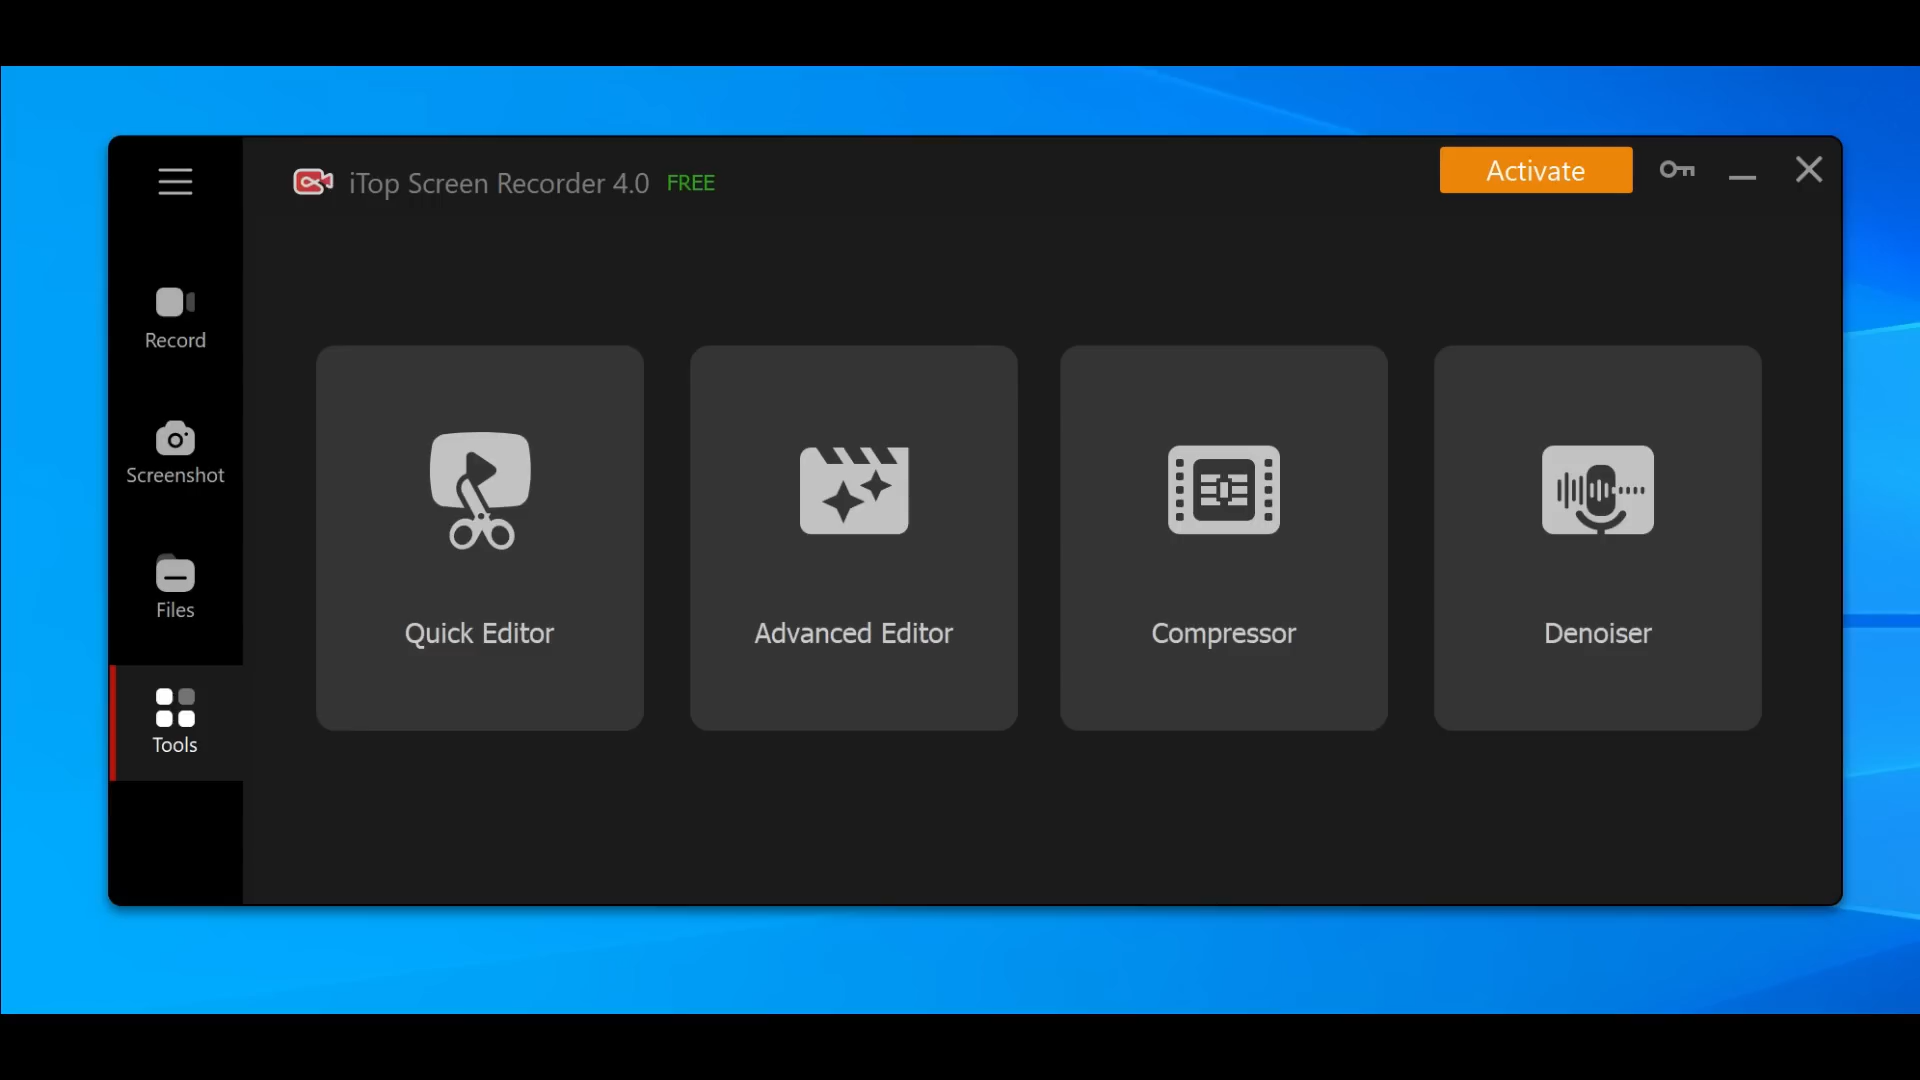 iTop Screen Recorder 4.0 FREE
Activate
Record
Screenshot
Files
Tools
Quick Editor
Advanced Editor
Compressor
Denoiser